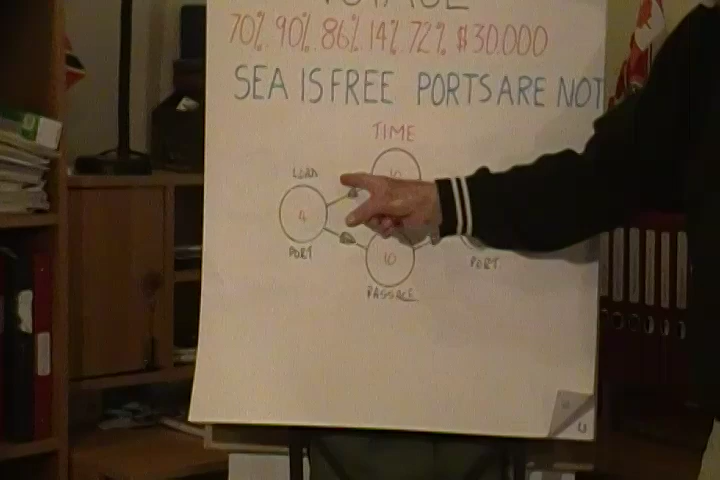 70%. 90%. 86%. 14%. 72%. $30.000
SEA IS FREE PORTS ARE NOT
TIME
LOAD
10
4
PORT
10
PORT
PASSAGE